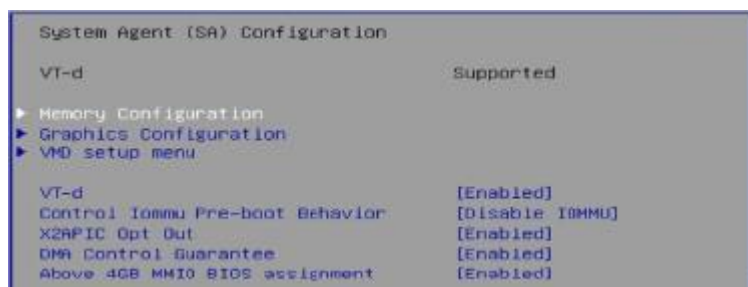 System Agent (SA) Configuration
VT-d Supported
Memory Configuration
Graphics Configuration
VMD setup menu
VT-d [Enabled]
Control Iommu Pre-boot Behavior [Disable IOMMU]
X2APIC Opt Out [Enabled]
DMA Control Guarantee [Enabled]
Above 4GB MMIO BIOS assignment [Enabled]